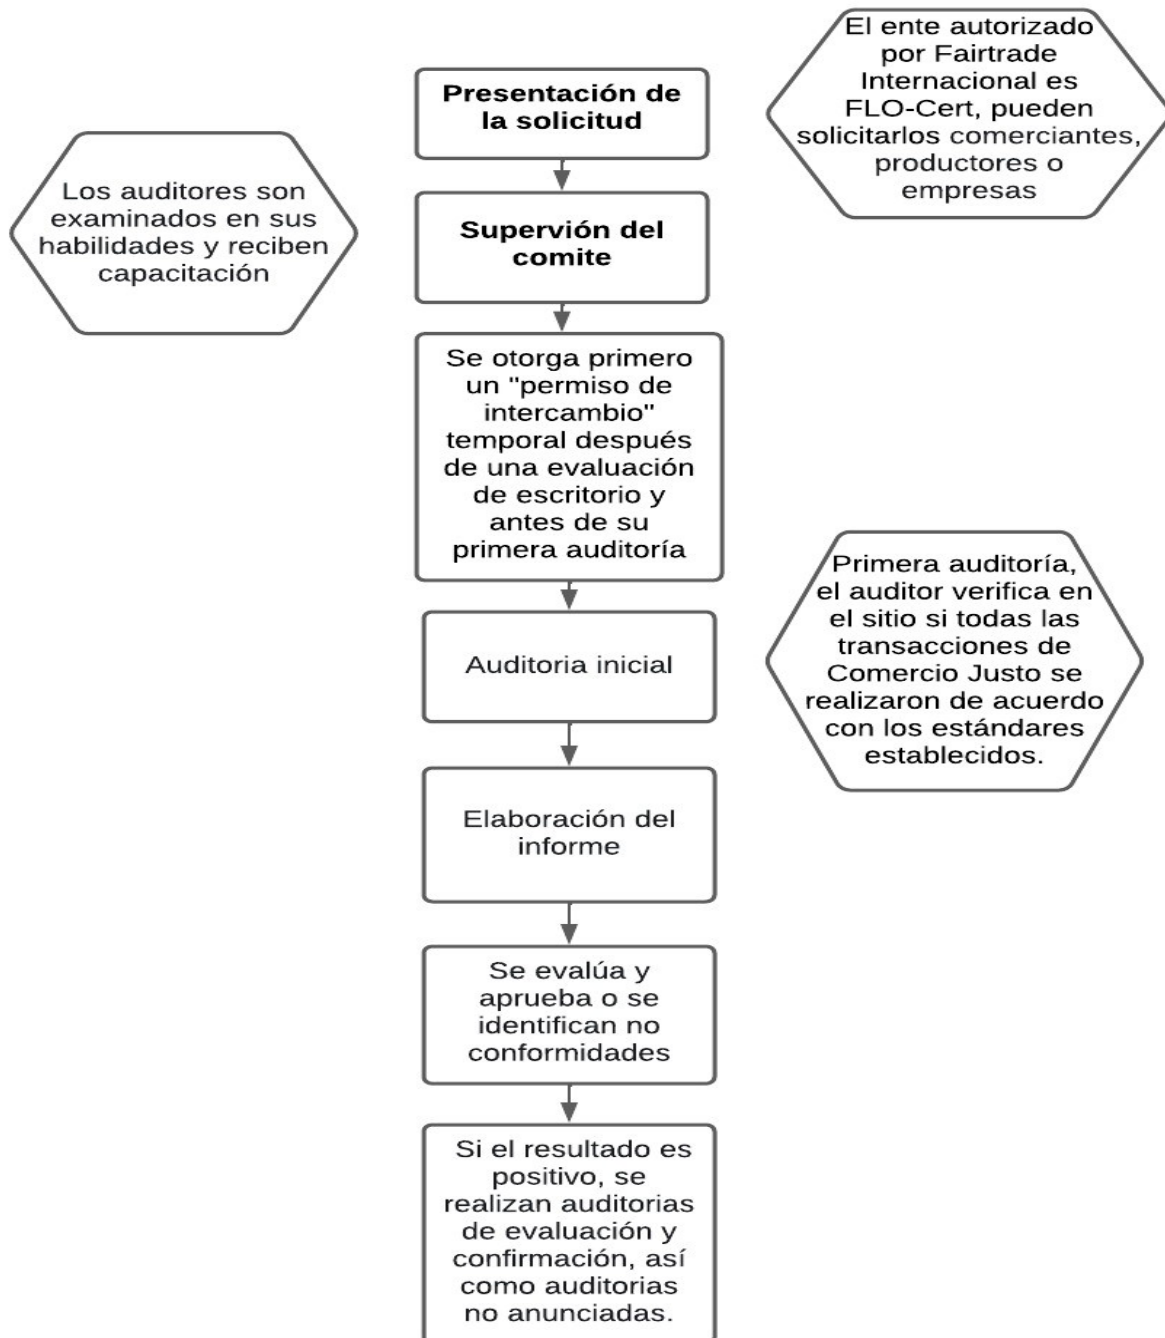 El ente autorizado
por Fairtrade
Internacional es
FLO-Cert, pueden
solicitarlos comerciantes,
productores o
empresas
Presentación de
la solicitud
Los auditores son
examinados en sus
habilidades y reciben
capacitación
Supervión del
comite
Se otorga primero
un "permiso de
intercambio"
temporal después
de una evaluación
de escritorio y
antes de su
primera auditoría
Primera auditoría,
el auditor verifica en
el sitio si todas las
transacciones de
Comercio Justo se
realizaron de acuerdo
con los estándares
establecidos.
Auditoria inicial
Elaboración del
informe
Se evalúa y
aprueba o se
identifican no
conformidades
Si el resultado es
positivo, se
realizan auditorias
de evaluación y
confirmación, así
como auditorias
no anunciadas.